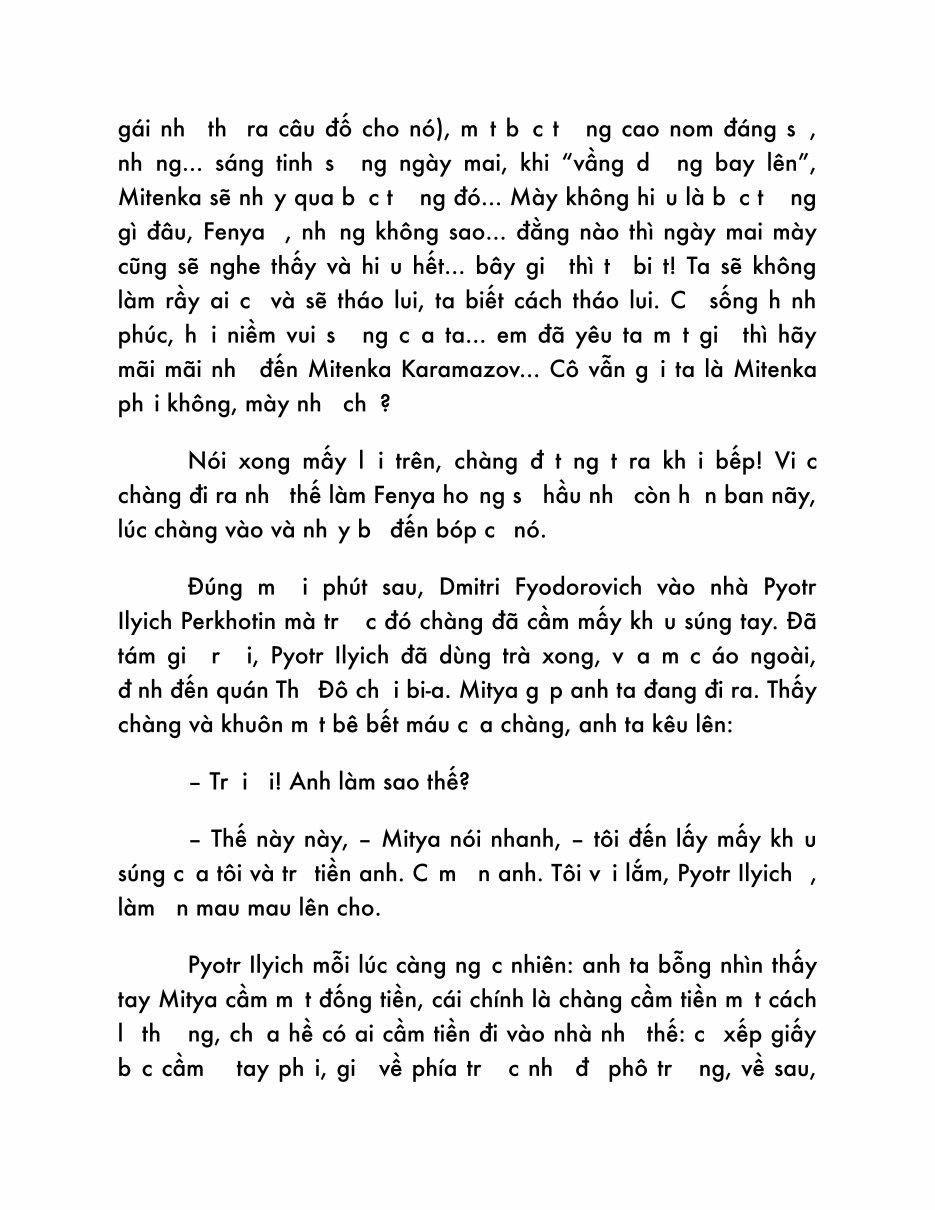 gái nh th ra câu đố cho nó), m t b c t ng cao nom đáng s ,
nh ng... sáng tinh s ng ngày mai, khi “vầng d ng bay lên”,
Mitenka sẽ nh y qua b c t ng đó... Mày không hi u là b c t ng
gì đâu, Fenya , nh ng không sao... đằng nào thì ngày mai mày
cũng sẽ nghe thấy và hi u hết... bây gi thì t bi t! Ta sẽ không
làm rầy ai c và sẽ tháo lui, ta biết cách tháo lui. C sống h nh
phúc, h i niềm vui s ng c a ta... em đã yêu ta m t gi thì hãy
mãi mãi nh đến Mitenka Karamazov... Cô vẫn g i ta là Mitenka
ph i không, mày nh ch ?
Nói xong mấy l i trên, chàng đ t ng t ra kh i bếp! Vi c
chàng đi ra nh thế làm Fenya ho ng s hầu nh còn h n ban nãy,
lúc chàng vào và nh y b đến bóp c nó.
Đúng m i phút sau, Dmitri Fyodorovich vào nhà Pyotr
Ilyich Perkhotin mà tr c đó chàng đã cầm mấy kh u súng tay. Đã
tám gi r i, Pyotr Ilyich đã dùng trà xong, v a m c áo ngoài,
đ nh đến quán Th Đô ch i bi-a. Mitya g p anh ta đang đi ra. Thấy
chàng và khuôn m t bê bết máu c a chàng, anh ta kêu lên:
– Tr i i! Anh làm sao thế?
– Thế này này, – Mitya nói nhanh, – tôi đến lấy mấy kh u
súng c a tôi và tr tiền anh. C m n anh. Tôi v i lắm, Pyotr Ilyich ,
làm n mau mau lên cho.
Pyotr Ilyich mỗi lúc càng ng c nhiên: anh ta bỗng nhìn thấy
tay Mitya cầm m t đống tiền, cái chính là chàng cầm tiền m t cách
l th ng, ch a hề có ai cầm tiền đi vào nhà nh thế: c xếp giấy
b c cầm tay ph i, gi về phía tr c nh đ phô tr ng, về sau,